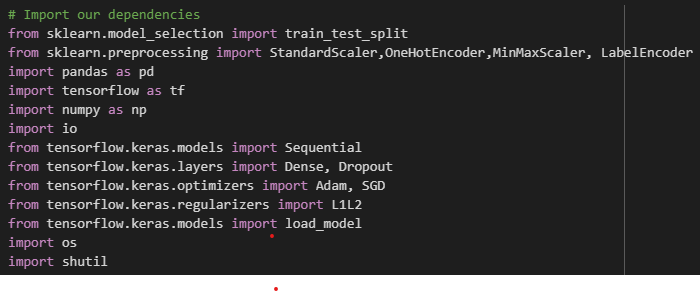 # Import our dependencies
from sklearn.model_selection import train_test_split
from sklearn.preprocessing import StandardScaler,OneHotEncoder,MinMaxScaler, LabelEncoder
import pandas as pd
import tensorflow as tf
import numpy as np
import io
from tensorflow.keras.models import Sequential
from tensorflow.keras.layers import Dense, Dropout
from tensorflow.keras.optimizers import Adam, SGD
from tensorflow.keras.regularizers import L1L2
from tensorflow.keras.models import load_model
import os
import shutil